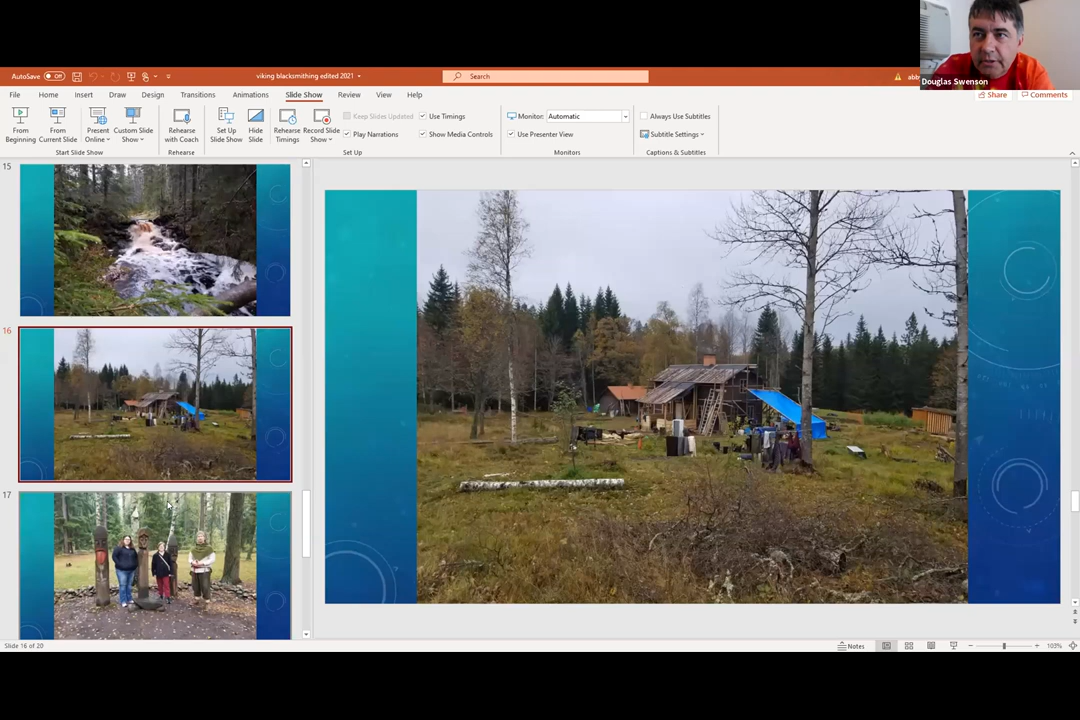 AutoSave Off
viking blacksmithing edited 2021
Search
Douglas Swenson
File Home Insert Draw Design Transitions Animations Slide Show Review View Help
Share Comments
From Beginning
From Current Slide
Present Online
Custom Slide Show
Start Slide Show
Rehearse with Coach
Rehearse
Set Up Slide Show
Hide Slide
Rehearse Timings
Record Slide Show
Keep Slides Updated
Play Narrations
Use Timings
Show Media Controls
Set Up
Monitor: Automatic
Use Presenter View
Monitors
Always Use Subtitles
Subtitle Settings
Captions & Subtitles
15
16
17
Slide 16 of 20
Notes
103%